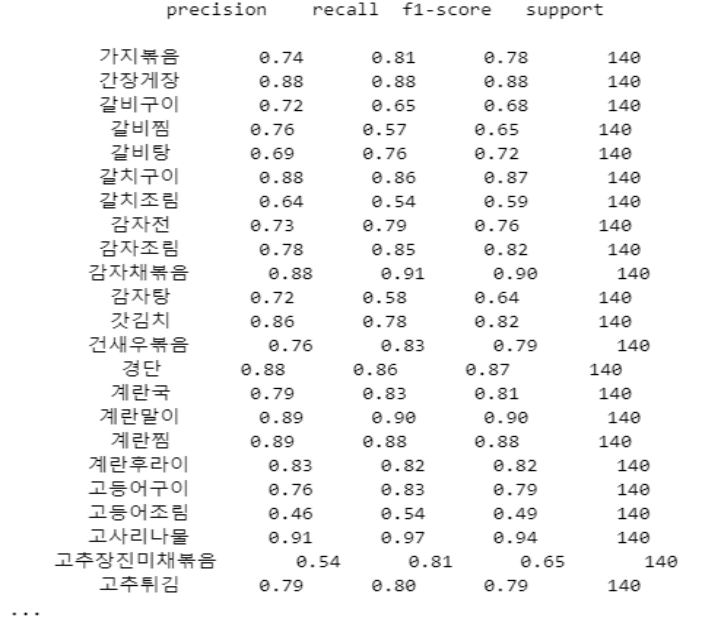 precision recall f1-score support
가지볶음 0.74 0.81 0.78 140
간장게장 0.88 0.88 0.88 140
갈비구이 0.72 0.65 0.68 140
갈비찜 0.76 0.57 0.65 140
갈비탕 0.69 0.76 0.72 140
갈치구이 0.88 0.86 0.87 140
갈치조림 0.64 0.54 0.59 140
감자전 0.73 0.79 0.76 140
감자조림 0.78 0.85 0.82 140
감자채볶음 0.88 0.91 0.90 140
감자탕 0.72 0.58 0.64 140
갓김치 0.86 0.78 0.82 140
건새우볶음 0.76 0.83 0.79 140
경단 0.88 0.86 0.87 140
계란국 0.79 0.83 0.81 140
계란말이 0.89 0.90 0.90 140
계란찜 0.89 0.88 0.88 140
계란후라이 0.83 0.82 0.82 140
고등어구이 0.76 0.83 0.79 140
고등어조림 0.46 0.54 0.49 140
고사리나물 0.91 0.97 0.94 140
고추장진미채볶음 0.54 0.81 0.65 140
고추튀김 0.79 0.80 0.79 140
...